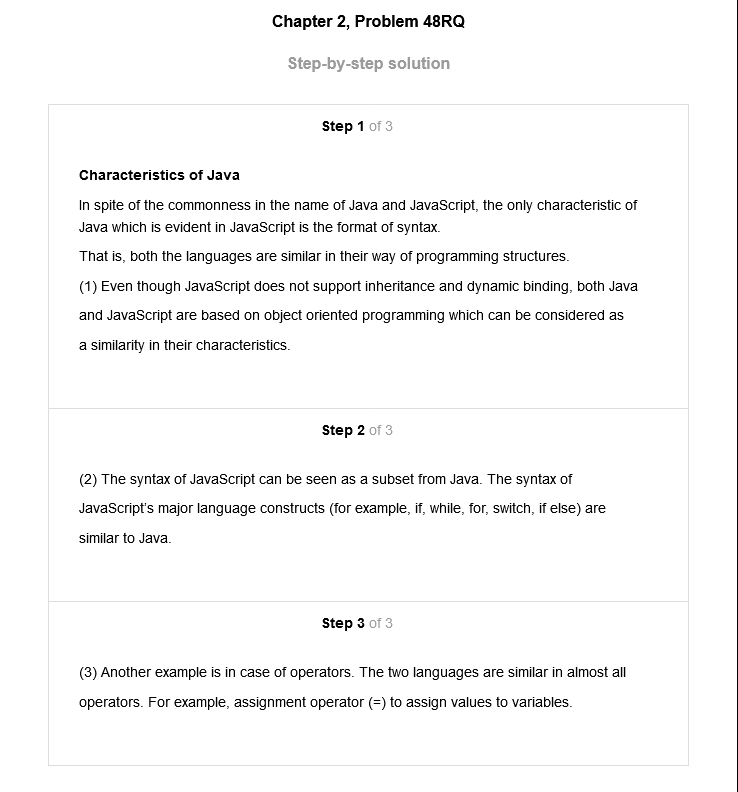 Chapter 2, Problem 48RQ
Step-by-step solution
Step 1 of 3
Characteristics of Java
In spite of the commonness in the name of Java and JavaScript, the only characteristic of
Java which is evident in JavaScript is the format of syntax.
That is, both the languages are similar in their way of programming structures.
(1) Even though JavaScript does not support inheritance and dynamic binding, both Java
and JavaScript are based on object oriented programming which can be considered as
a similarity in their characteristics.
Step 2 of 3
(2) The syntax of JavaScript can be seen as a subset from Java. The syntax of
JavaScript's major language constructs (for example, if, while, for, switch, if else) are
similar to Java.
Step 3 of 3
(3) Another example is in case of operators. The two languages are similar in almost all
operators. For example, assignment operator (=) to assign values to variables.